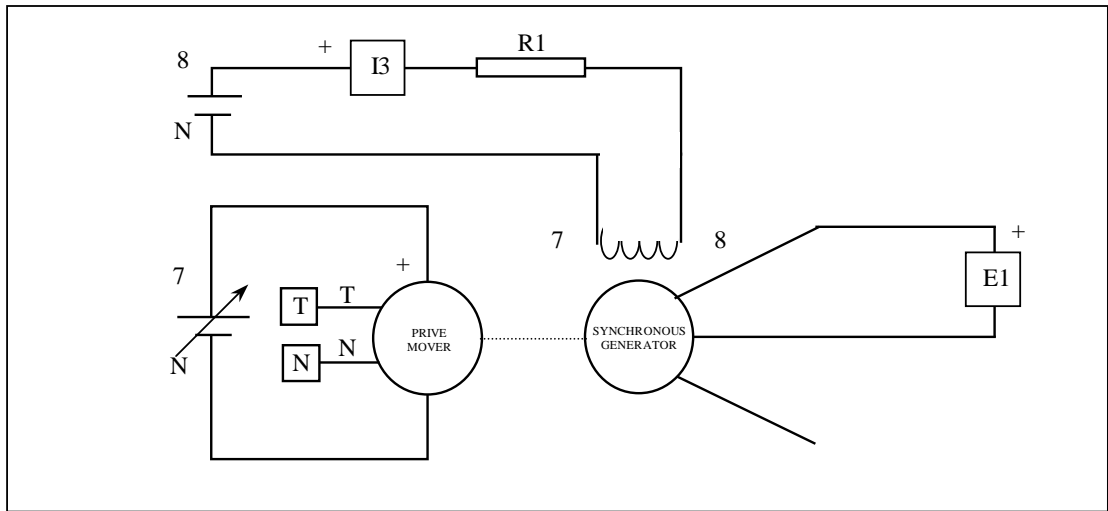 R1
+
8
I3
N
7
8
+
+
7
E1
T
T
PRIVE
MOVER
SYNCHRONOUS
GENERATOR
N
N
N